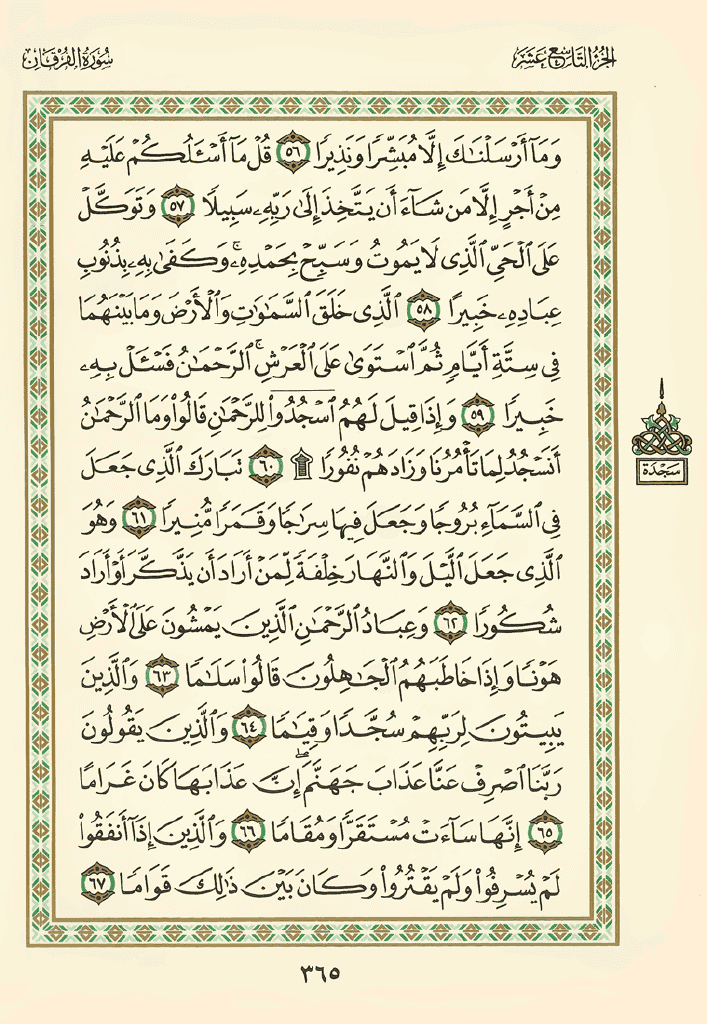 سُورَةُ الفُرْقَانِ
الجُزْءُ التَّاسِعَ عَشَرَ
وَمَآ أَرْسَلْنَٰكَ إِلَّا مُبَشِّرًا وَنَذِيرًا ٥٦ قُلْ مَآ أَسْـَٔلُكُمْ عَلَيْهِ
مِنْ أَجْرٍ إِلَّا مَن شَآءَ أَن يَتَّخِذَ إِلَىٰ رَبِّهِۦ سَبِيلًا ٥٧ وَتَوَكَّلْ
عَلَى ٱلْحَىِّ ٱلَّذِى لَا يَمُوتُ وَسَبِّحْ بِحَمْدِهِۦ ۚ وَكَفَىٰ بِهِۦ بِذُنُوبِ
عِبَادِهِۦ خَبِيرًا ٥٨ ٱلَّذِى خَلَقَ ٱلسَّمَٰوَٰتِ وَٱلْأَرْضَ وَمَا بَيْنَهُمَا
فِى سِتَّةِ أَيَّامٍ ثُمَّ ٱسْتَوَىٰ عَلَى ٱلْعَرْشِ ۚ ٱلرَّحْمَٰنُ فَسْـَٔلْ بِهِۦ
خَبِيرًا ٥٩ وَإِذَا قِيلَ لَهُمُ ٱسْجُدُوا۟ لِلرَّحْمَٰنِ قَالُوا۟ وَمَا ٱلرَّحْمَٰنُ
أَنَسْجُدُ لِمَا تَأْمُرُنَا وَزَادَهُمْ نُفُورًا ۩ ٦٠ تَبَارَكَ ٱلَّذِى جَعَلَ
فِى ٱلسَّمَآءِ بُرُوجًا وَجَعَلَ فِيهَا سِرَٰجًا وَقَمَرًا مُّنِيرًا ٦١ وَهُوَ
ٱلَّذِى جَعَلَ ٱلَّيْلَ وَٱلنَّهَارَ خِلْفَةً لِّمَنْ أَرَادَ أَن يَذَّكَّرَ أَوْ أَرَادَ
شُكُورًا ٦٢ وَعِبَادُ ٱلرَّحْمَٰنِ ٱلَّذِينَ يَمْشُونَ عَلَى ٱلْأَرْضِ
هَوْنًا وَإِذَا خَاطَبَهُمُ ٱلْجَٰهِلُونَ قَالُوا۟ سَلَٰمًا ٦٣ وَٱلَّذِينَ
يَبِيتُونَ لِرَبِّهِمْ سُجَّدًا وَقِيَٰمًا ٦٤ وَٱلَّذِينَ يَقُولُونَ
رَبَّنَا ٱصْرِفْ عَنَّا عَذَابَ جَهَنَّمَ ۖ إِنَّ عَذَابَهَا كَانَ غَرَامًا
٦٥ إِنَّهَا سَآءَتْ مُسْتَقَرًّا وَمُقَامًا ٦٦ وَٱلَّذِينَ إِذَآ أَنفَقُوا۟
لَمْ يُسْرِفُوا۟ وَلَمْ يَقْتُرُوا۟ وَكَانَ بَيْنَ ذَٰلِكَ قَوَامًا ٦٧
سَجْدَة
٣٦٥